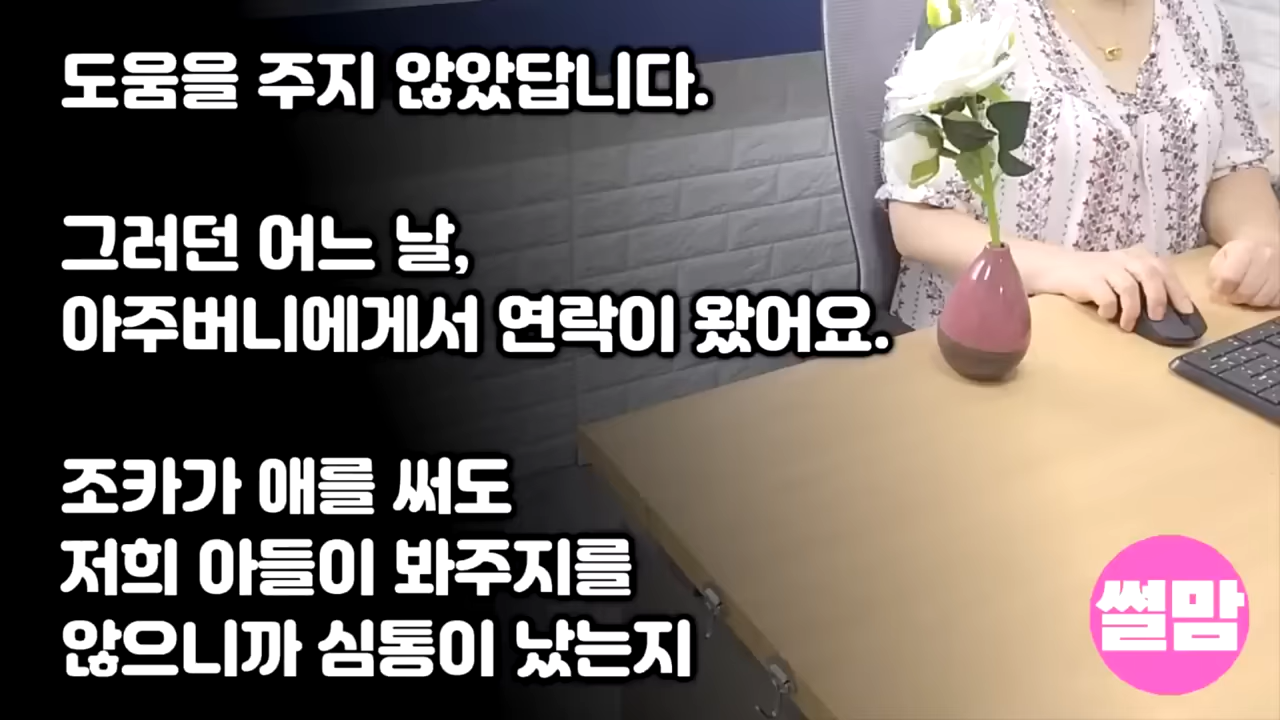 도움을 주지 않았답니다.
그러던 어느 날,
아주버니에게서 연락이 왔어요.
조카가 애를 써도
저희 아들이 봐주지를
않으니까 심통이 났는지
썰맘